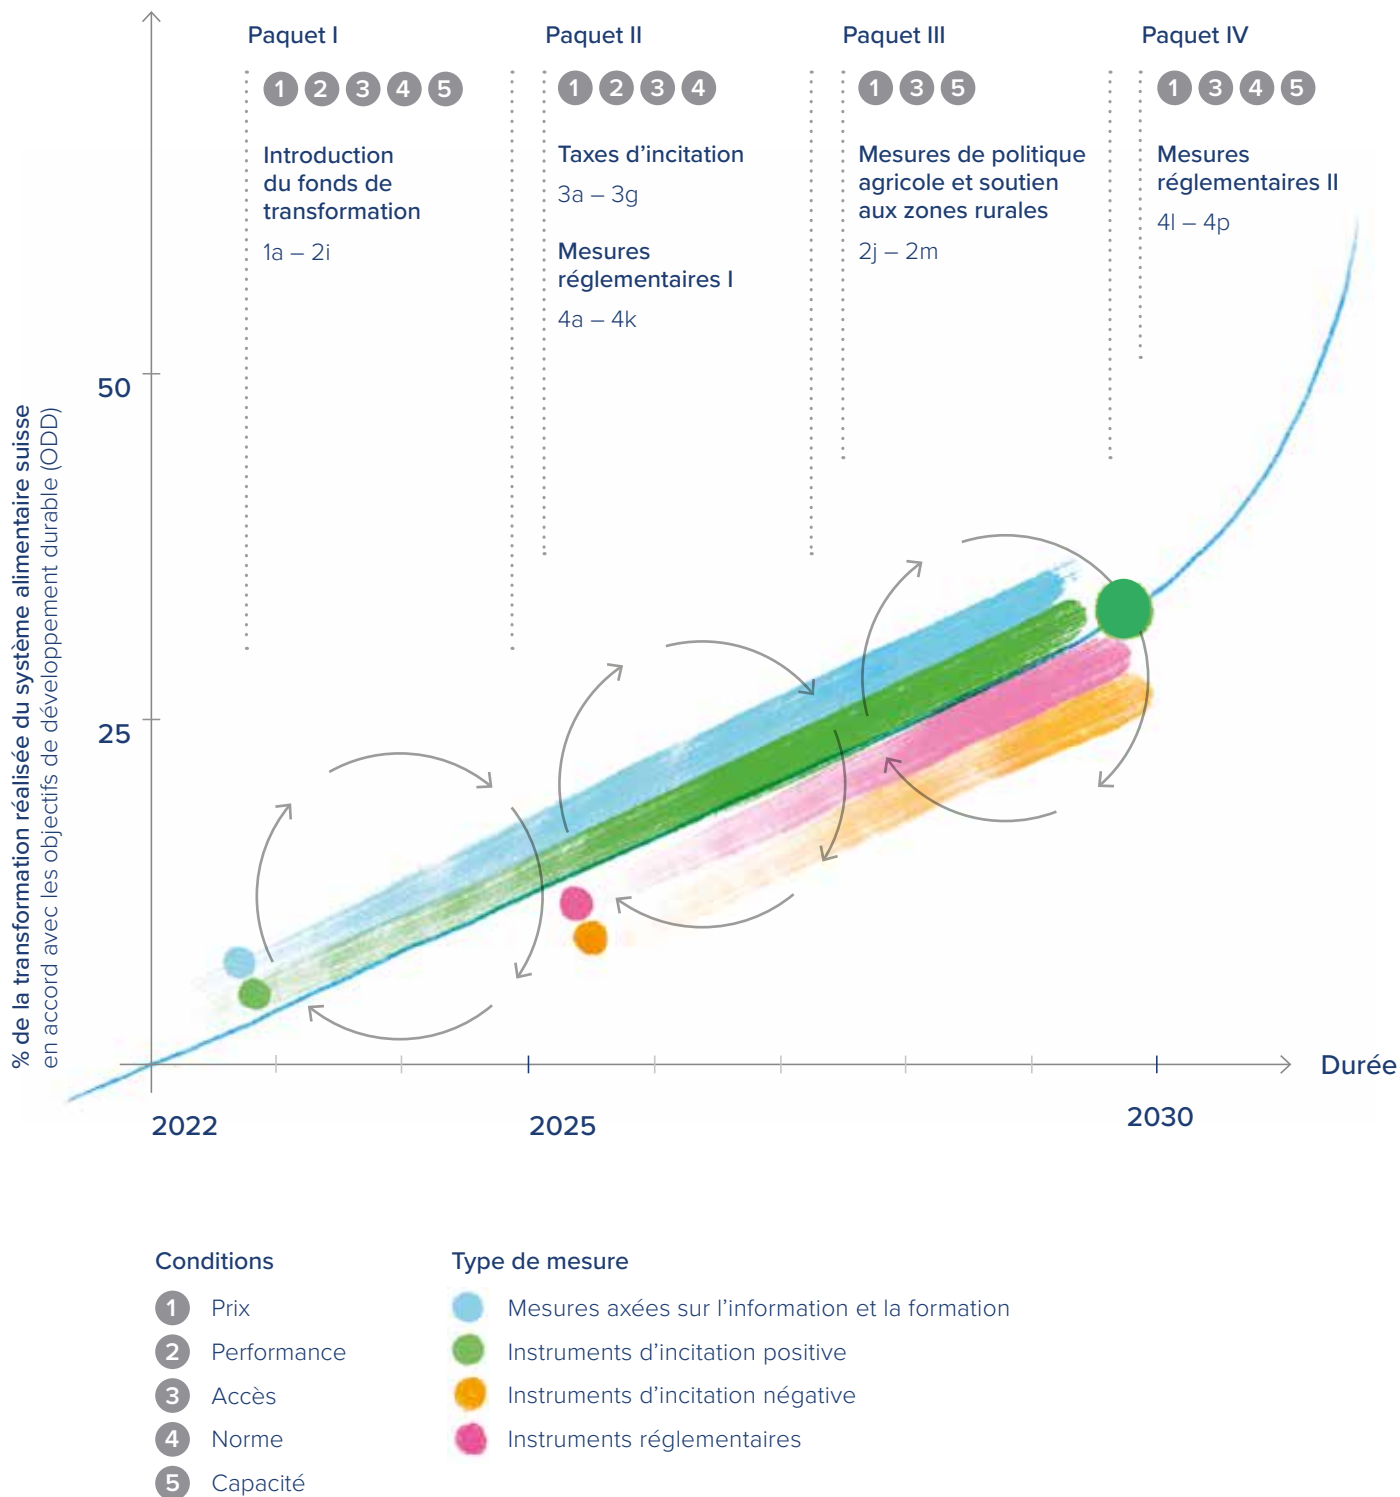 Paquet I
1 2 3 4 5
Introduction
du fonds de
transformation
1a – 2i
Paquet II
1 2 3 4
Taxes d’incitation
3a – 3g
Mesures
réglementaires I
4a – 4k
Paquet III
1 3 5
Mesures de politique
agricole et soutien
aux zones rurales
2j – 2m
Paquet IV
1 3 4 5
Mesures
réglementaires II
4l – 4p
% de la transformation réalisée du système alimentaire suisse
en accord avec les objectifs de développement durable (ODD)
50
25
Durée
2022
2025
2030
Conditions
1 Prix
2 Performance
3 Accès
4 Norme
5 Capacité
Type de mesure
Mesures axées sur l’information et la formation
Instruments d’incitation positive
Instruments d’incitation négative
Instruments réglementaires